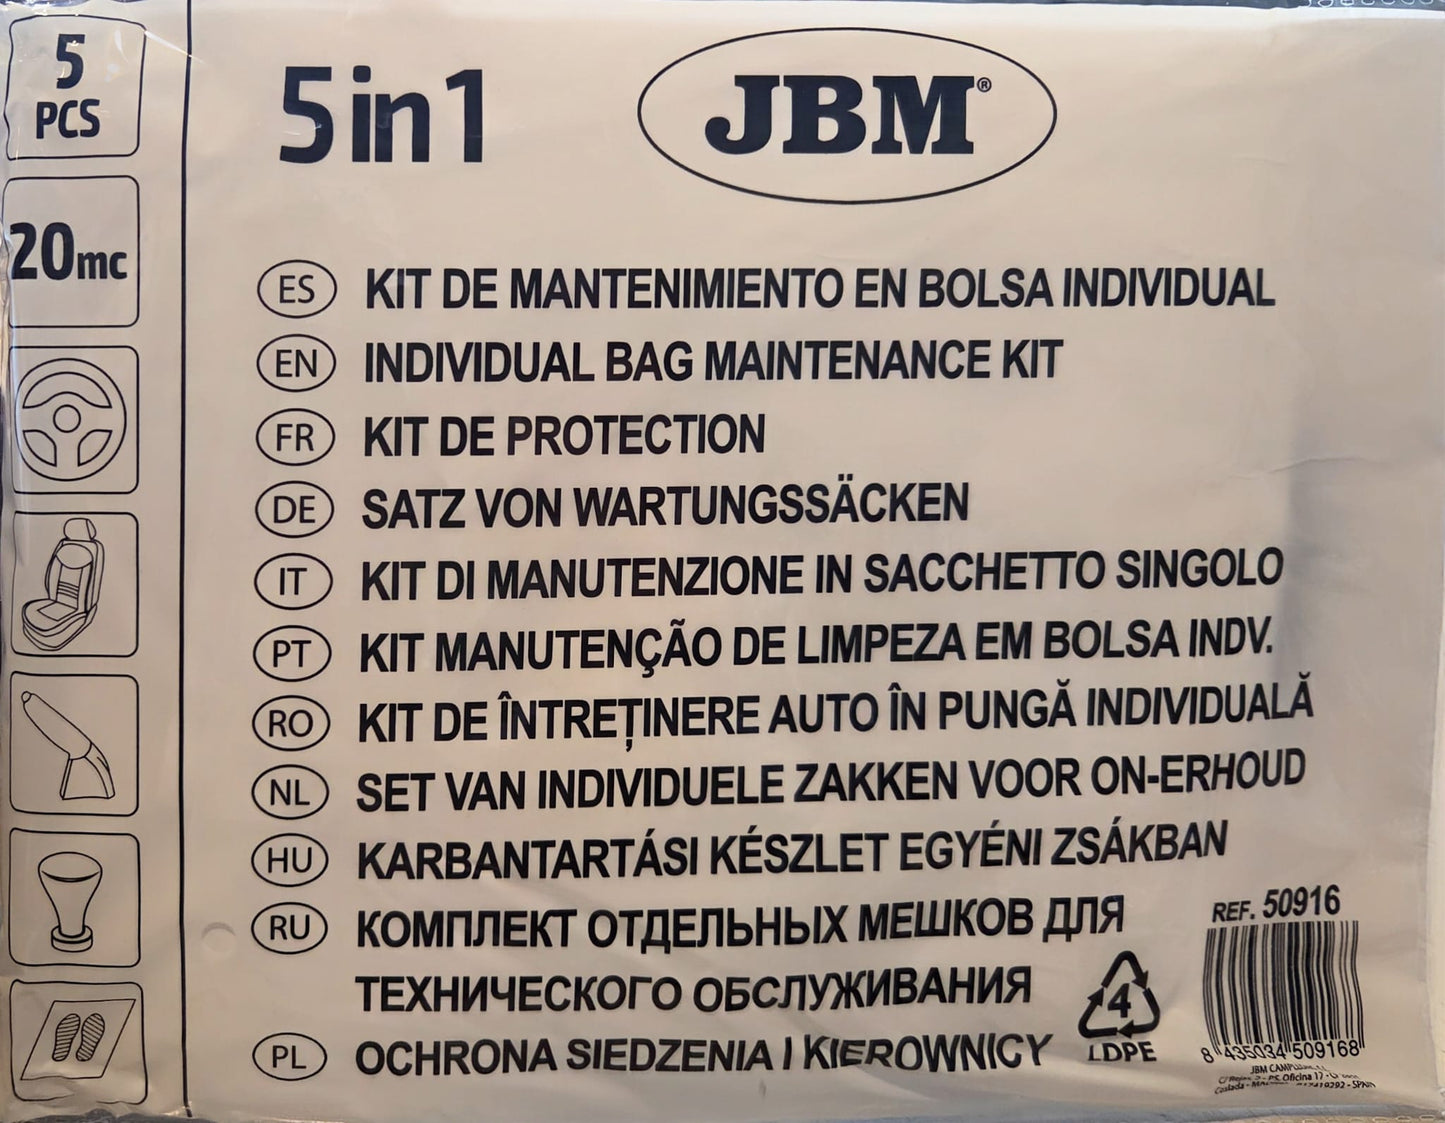 5
PCS
20mc
5in1
JBM®
ES KIT DE MANTENIMIENTO EN BOLSA INDIVIDUAL
EN INDIVIDUAL BAG MAINTENANCE KIT
FR KIT DE PROTECTION
DE SATZ VON WARTUNGSSÄCKEN
IT KIT DI MANUTENZIONE IN SACCHETTO SINGOLO
PT KIT MANUTENÇÃO DE LIMPEZA EM BOLSA INDV.
RO KIT DE ÎNTREȚINERE AUTO ÎN PUNGĂ INDIVIDUALĂ
NL SET VAN INDIVIDUELE ZAKKEN VOOR ON-ERHOUD
HU KARBANTARTÁSI KÉSZLET EGYÉNI ZSÁKBAN
RU КОМПЛЕКТ ОТДЕЛЬНЫХ МЕШКОВ ДЛЯ
ТЕХНИЧЕСКОГО ОБСЛУЖИВАНИЯ
PL OCHRONA SIEDZENIA I KIEROWNICY
4
LDPE
REF. 50916
8 435034 509168
JBM
Oficina 17
Coslada